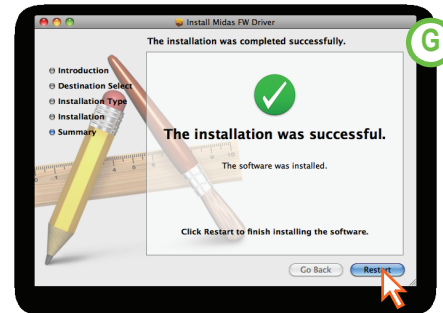 Install Midas FW Driver
G
The installation was completed successfully.
Introduction
Destination Select
Installation Type
Installation
Summary
The installation was successful.
The software was installed.
Click Restart to finish installing the software.
Go Back
Restart